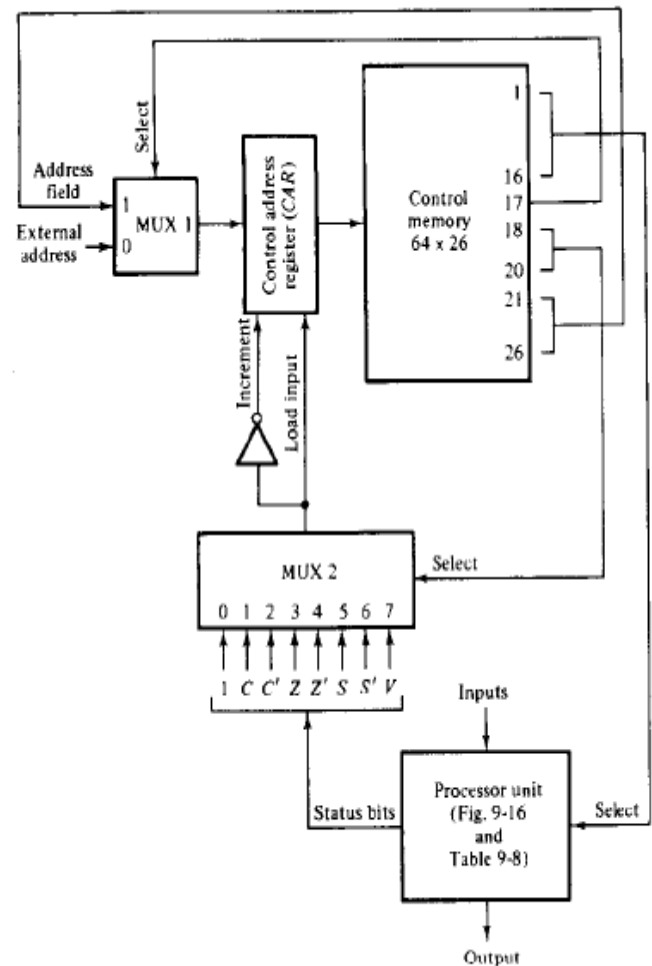 Select
Address
field
External
address
1
0
MUX 1
Control address
register (CAR)
Control
memory
64 x 26
1
16
17
18
20
21
26
Increment
Load input
MUX 2
Select
0 1 2 3 4 5 6 7
1 C C' Z Z' S S' V
Status bits
Inputs
Processor unit
(Fig. 9-16
and
Table 9-8)
Select
Output